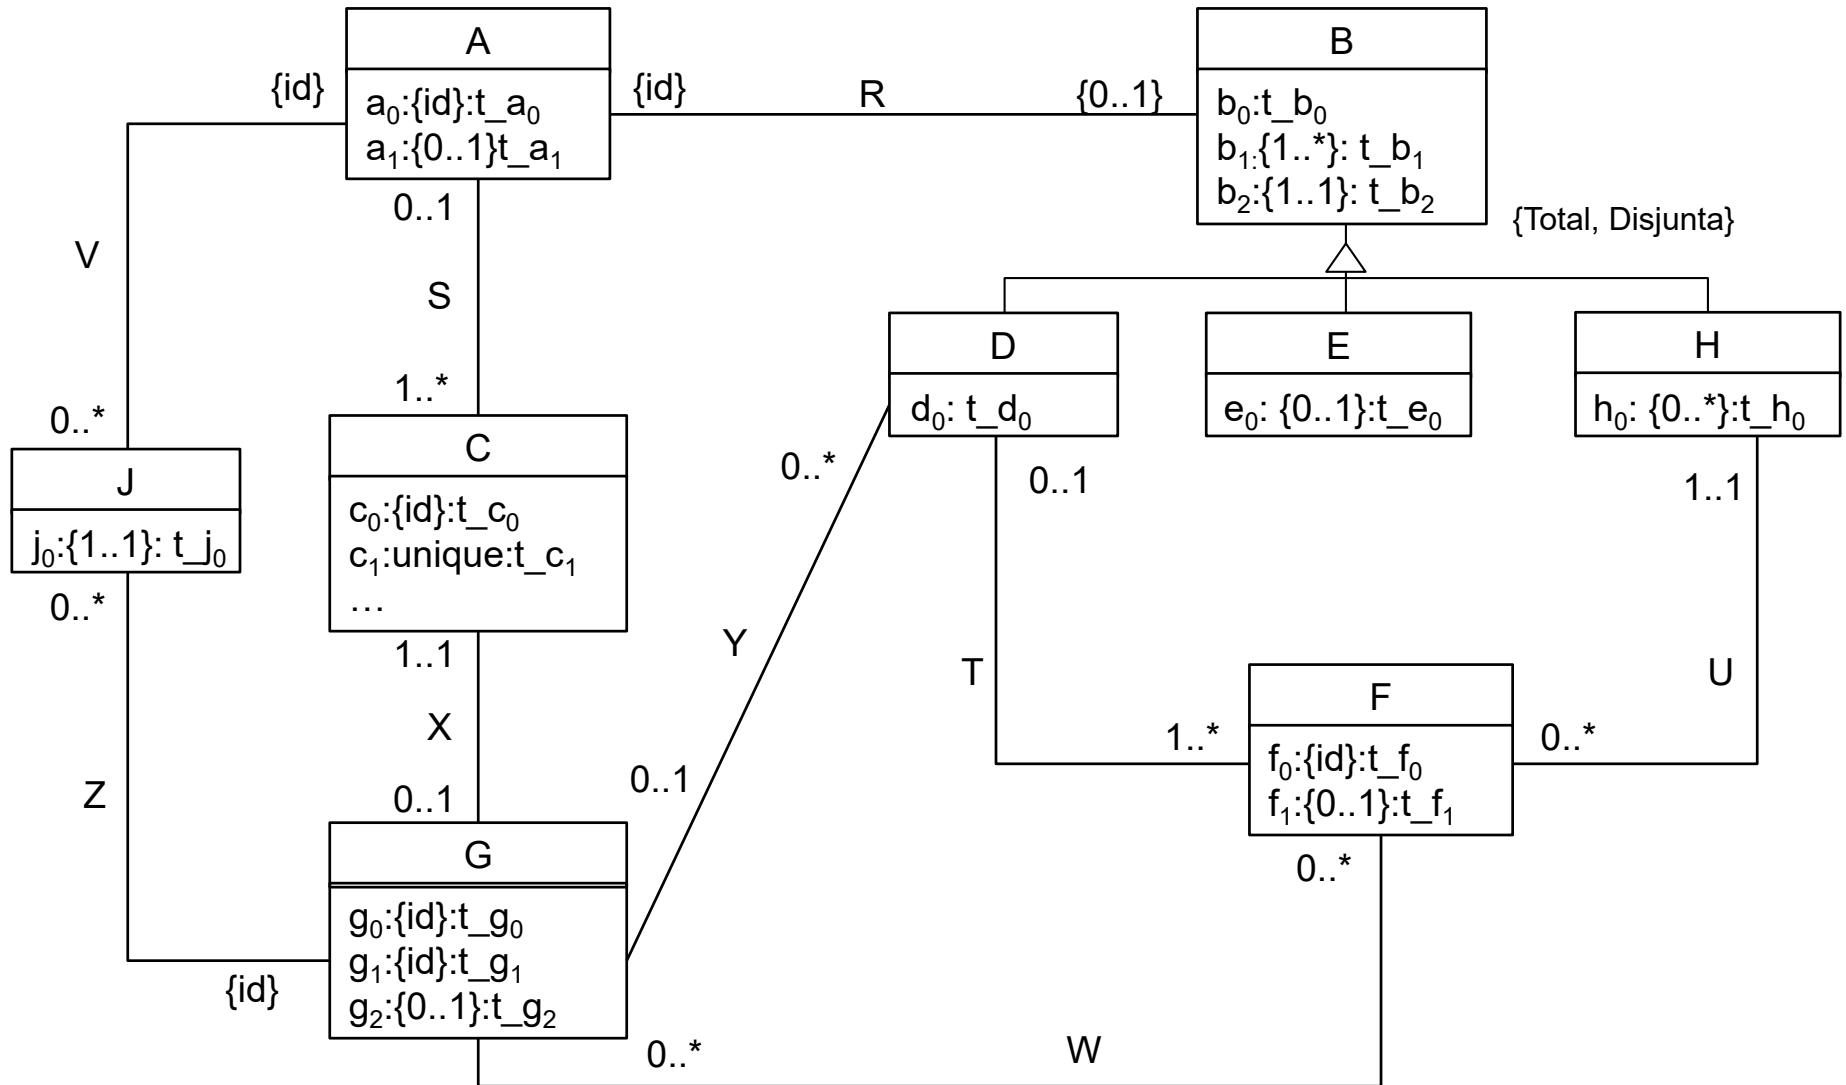 A
a₀:{id}:t_a₀
a₁:{0..1}t_a₁
{id}
{id}
R
{0..1}
B
b₀:t_b₀
b₁:{1..*}: t_b₁
b₂:{1..1}: t_b₂
{Total, Disjunta}
0..1
V
S
1..*
0..*
J
j₀:{1..1}: t_j₀
0..*
C
c₀:{id}:t_c₀
c₁:unique:t_c₁
…
1..1
D
d₀: t_d₀
E
e₀: {0..1}:t_e₀
H
h₀: {0..*}:t_h₀
0..*
0..1
1..1
Y
T
U
X
Z
0..1
0..1
1..*
0..*
F
f₀:{id}:t_f₀
f₁:{0..1}:t_f₁
0..*
G
g₀:{id}:t_g₀
g₁:{id}:t_g₁
g₂:{0..1}:t_g₂
{id}
0..*
W